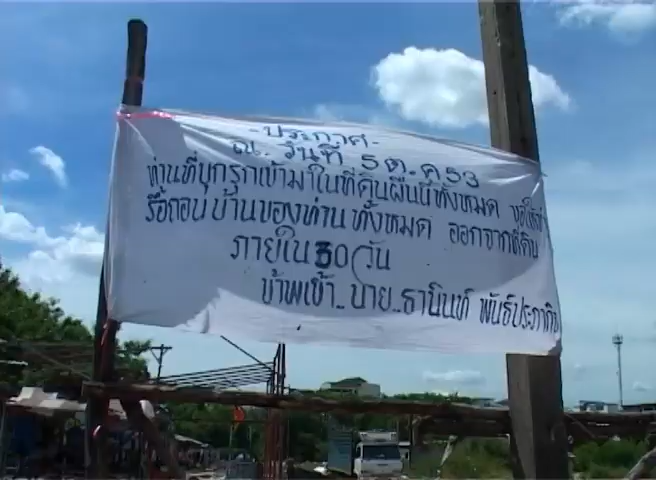 -ประกาศ-
ณ. วันที่ 5 ต.ค 53
ท่านที่บุกรุกเข้ามาในที่ดินผืนนี้ทั้งหมด ขอให้
รื้อถอนบ้านของท่านทั้งหมด ออกจากที่ดิน
ภายใน 30 วัน
ข้าพเข้า.. นาย..ธานินท์ พันธ์ประภากิจ